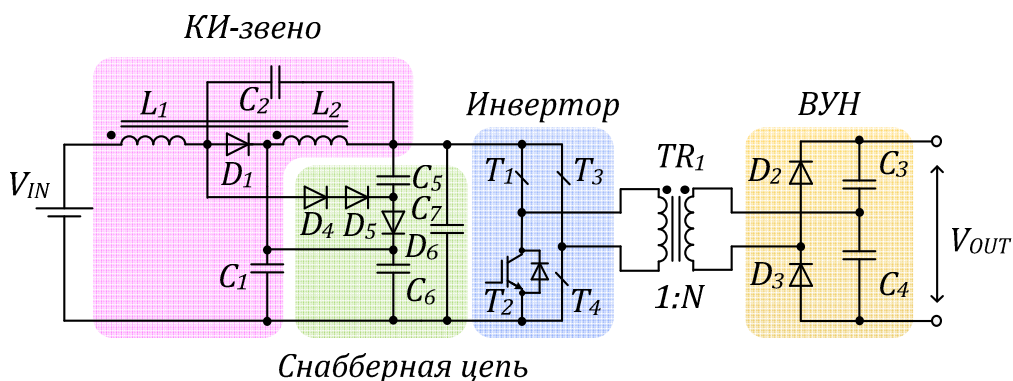 КИ-звено
L1
C2
L2
Инвертор
ВУН
VIN
D1
C5
C7
T1
T3
TR1
D2
C3
D4
D5
D6
C1
C6
T2
T4
1:N
D3
C4
VOUT
Снабберная цепь